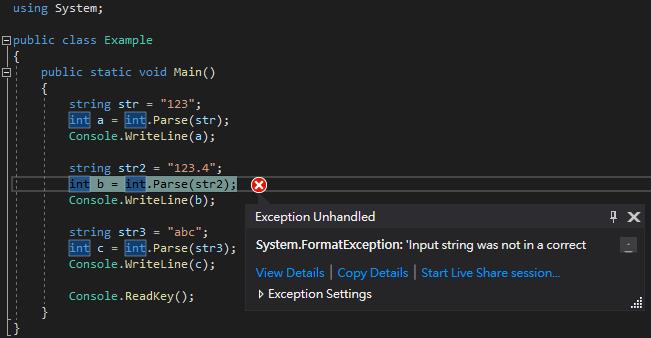 using System;
public class Example
{
public static void Main()
{
string str = "123";
int a = int.Parse(str);
Console.WriteLine(a);
string str2 = "123.4";
int b = int.Parse(str2);
Console.WriteLine(b);
string str3 = "abc";
int c = int.Parse(str3);
Console.WriteLine(c);
Console.ReadKey();
}
}
Exception Unhandled
System.FormatException: 'Input string was not in a correct
View Details | Copy Details | Start Live Share session...
Exception Settings